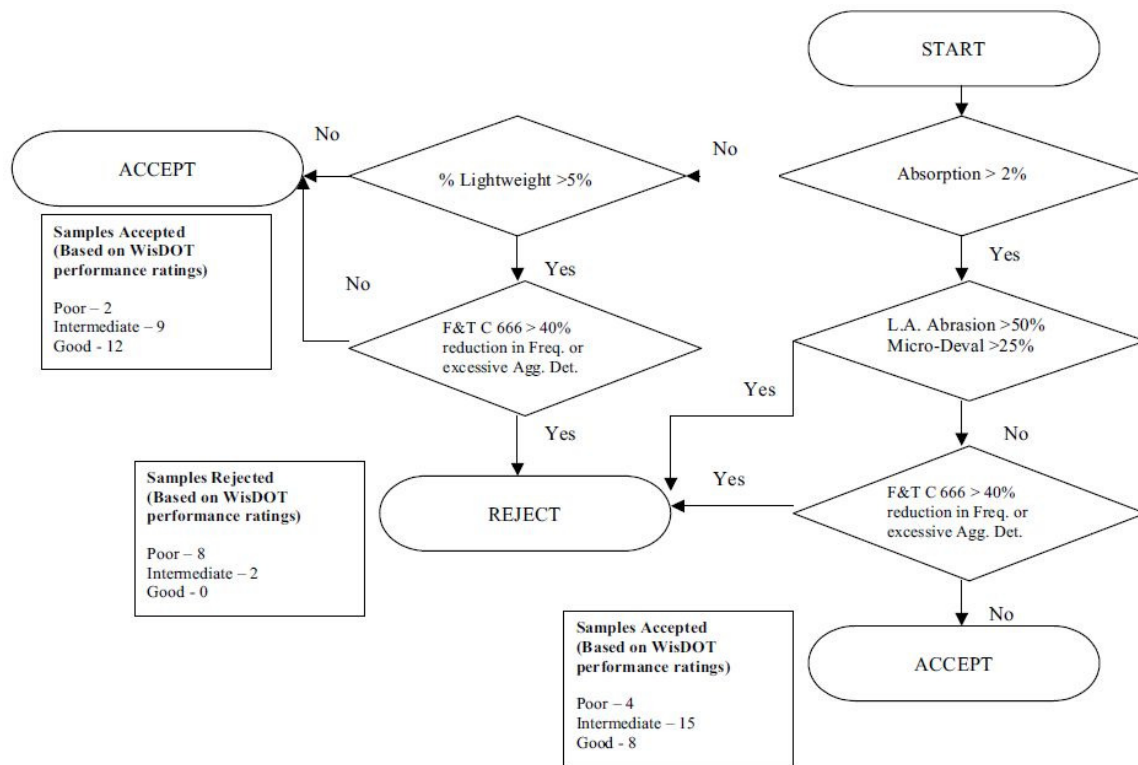 START
No
No
ACCEPT
% Lightweight >5%
Absorption > 2%
Samples Accepted
(Based on WisDOT
performance ratings)
Poor – 2
Intermediate – 9
Good - 12
No
Yes
Yes
F&T C 666 > 40%
reduction in Freq. or
excessive Agg. Det.
L.A. Abrasion >50%
Micro-Deval >25%
Yes
Yes
No
Samples Rejected
(Based on WisDOT
performance ratings)
Poor – 8
Intermediate – 2
Good - 0
REJECT
Yes
F&T C 666 > 40%
reduction in Freq. or
excessive Agg. Det.
No
Samples Accepted
(Based on WisDOT
performance ratings)
Poor – 4
Intermediate – 15
Good - 8
ACCEPT